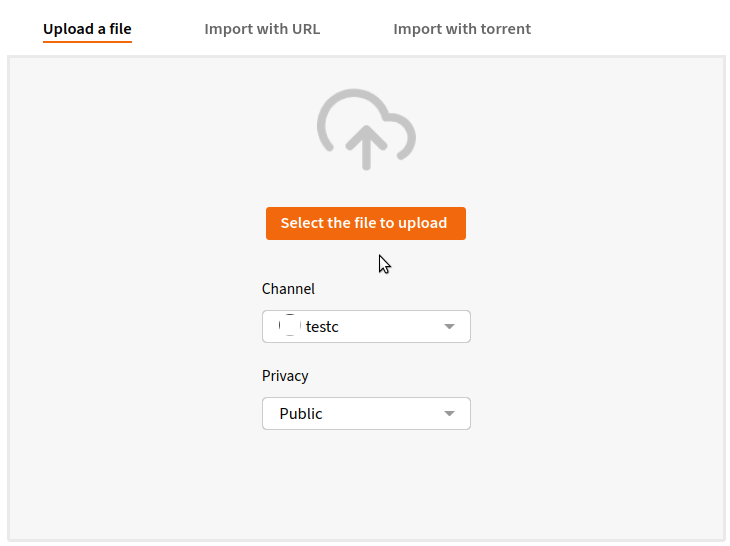 Upload a file Import with URL Import with torrent
Select the file to upload
Channel
testc
Privacy
Public